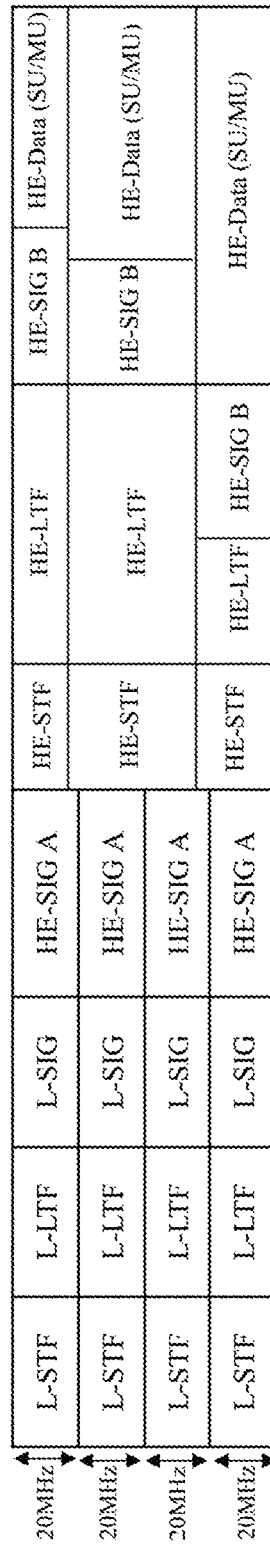 20MHz L-STF L-LTF L-SIG HE-SIG A HE-STF HE-LTF HE-SIG B HE-Data (SU/MU)
20MHz L-STF L-LTF L-SIG HE-SIG A
HE-STF HE-LTF HE-SIG B HE-Data (SU/MU)
20MHz L-STF L-LTF L-SIG HE-SIG A
20MHz L-STF L-LTF L-SIG HE-SIG A HE-STF HE-LTF HE-SIG B HE-Data (SU/MU)